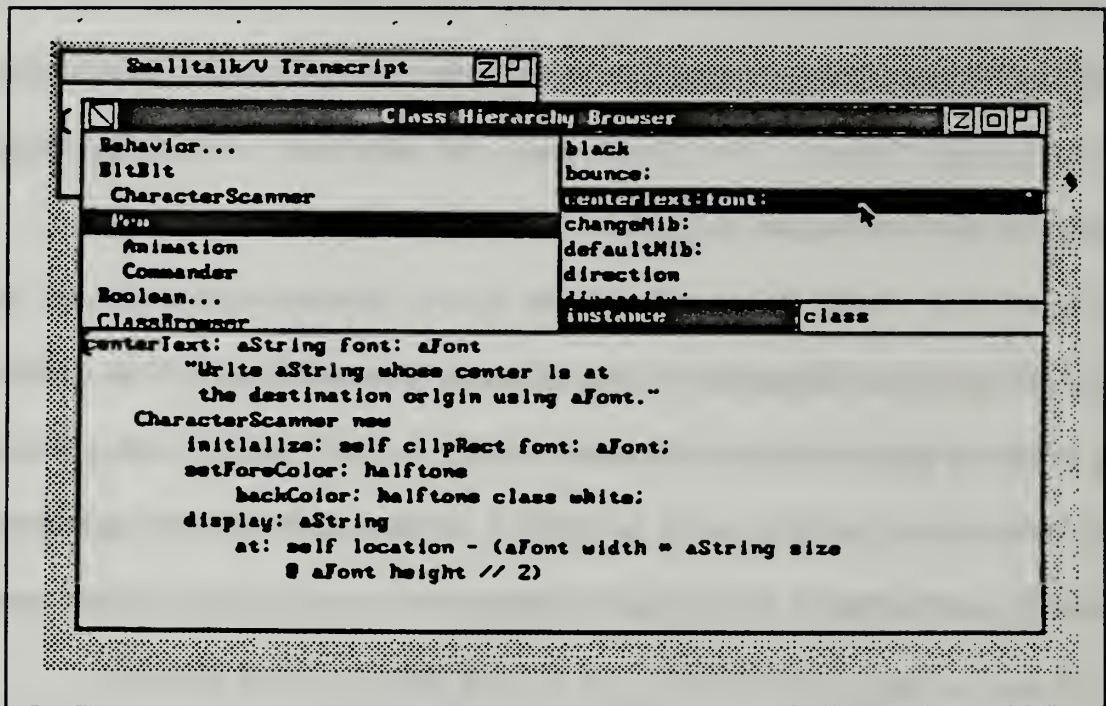 Smalltalk/V Transcript
Class Hierarchy Browser
Behavior...
BltBlt
CharacterScanner
Pen
Animation
Commander
Boolean...
ClassBrowser
black
bounce:
centerText:font:
changeNib:
defaultNib:
direction
direction:
instance
class
centerText: aString font: aFont
"Write aString whose center is at
the destination origin using aFont."
CharacterScanner new
initialize: self clipRect font: aFont;
setForeColor: halftone
backColor: halftone class white;
display: aString
at: self location - (aFont width * aString size
@ aFont height // 2)